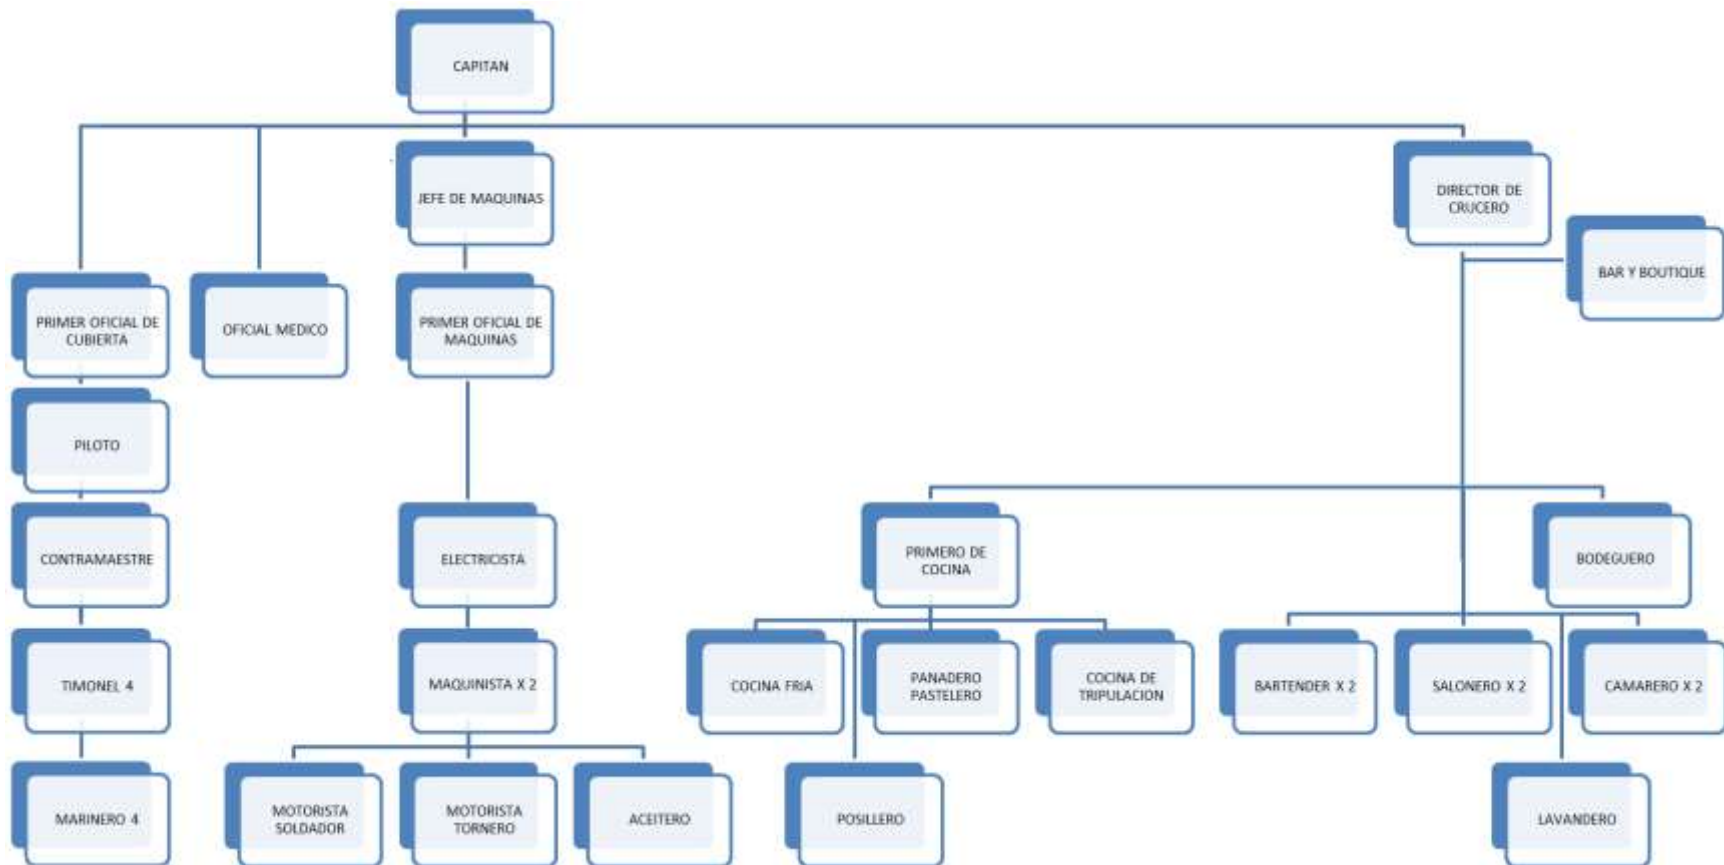 CAPITAN
JEFE DE MAQUINAS
DIRECTOR DE
CRUCERO
BAR Y BOUTIQUE
PRIMER OFICIAL DE
CUBIERTA
OFICIAL MEDICO
PRIMER OFICIAL DE
MAQUINAS
PILOTO
CONTRAMAESTRE
ELECTRICISTA
PRIMERO DE
COCINA
BODEGUERO
TIMONEL 4
MAQUINISTA X 2
COCINA FRIA
PANADERO
PASTELERO
COCINA DE
TRIPULACION
BARTENDER X 2
SALONERO X 2
CAMARERO X 2
MARINERO 4
MOTORISTA
SOLDADOR
MOTORISTA
TORNERO
ACEITERO
POSILLERO
LAVANDERO